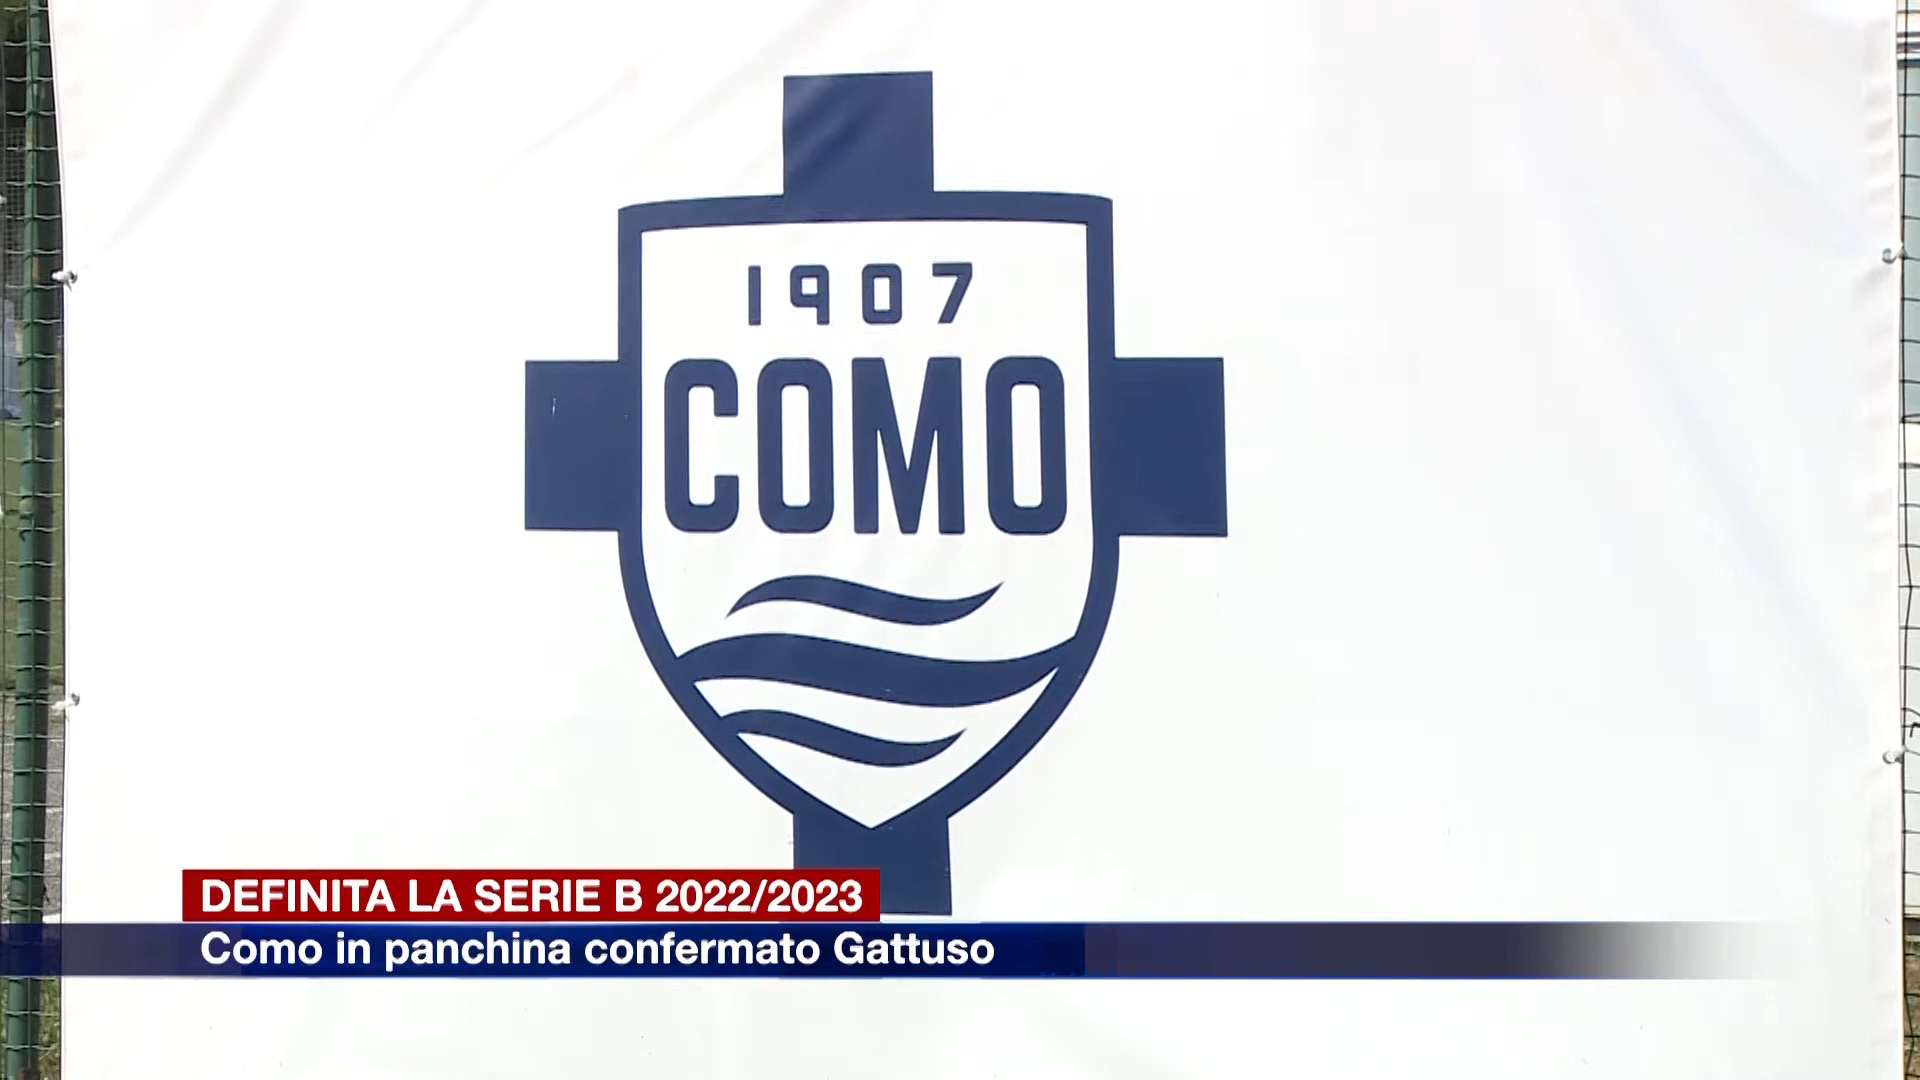 1907
COMO
DEFINITA LA SERIE B 2022/2023
Como in panchina confermato Gattuso